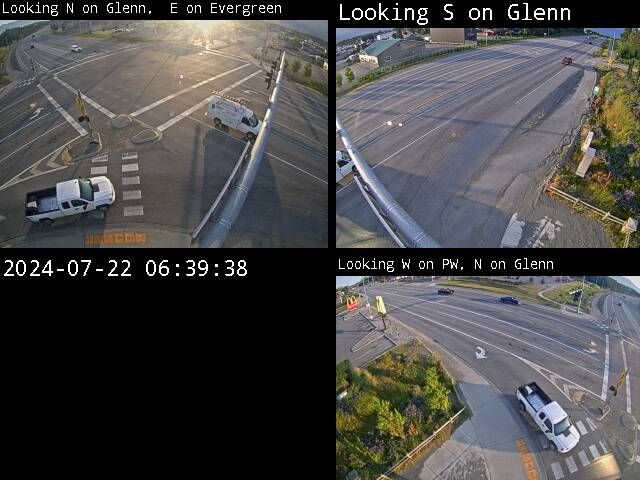 Looking N on Glenn,  E on Evergreen
Looking S on Glenn
2024-07-22 06:39:38
Looking W on PW, N on Glenn